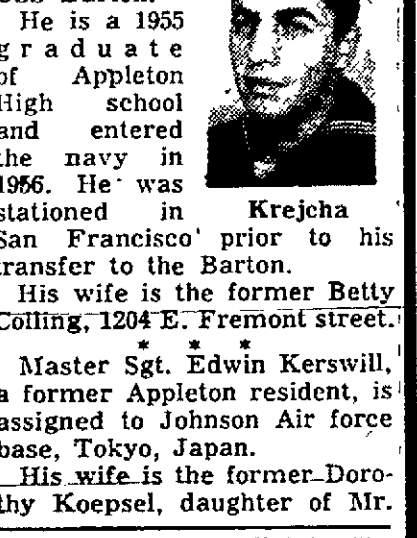 He is a 1955
graduate
of Appleton
High school
and entered
the navy in
1956. He was
stationed in
Krejcha
San Francisco prior to his
transfer to the Barton.
His wife is the former Betty
Colling, 1204 E. Fremont street.
* * *
Master Sgt. Edwin Kerswill,
a former Appleton resident, is
assigned to Johnson Air force
base, Tokyo, Japan.
His wife is the former Doro-
thy Koepsel, daughter of Mr.